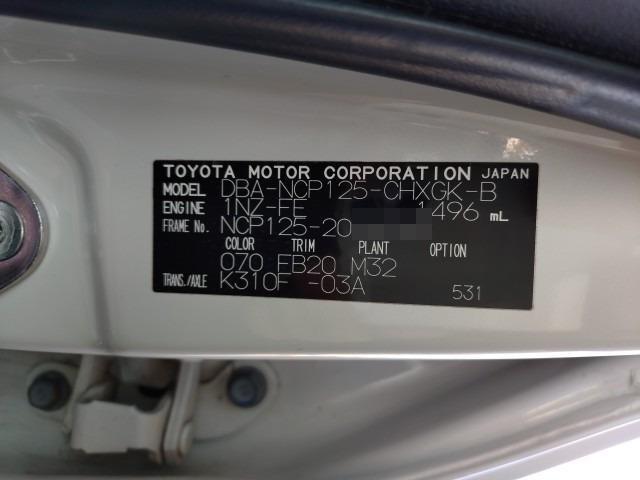 TOYOTA MOTOR CORPORATION JAPAN
MODEL DBA-NCP125-CHXGK-B
ENGINE 1NZ-FE 1496 mL
FRAME No. NCP125-20
COLOR TRIM PLANT OPTION
070 FB20 M32
TRANS./AXLE K310F -03A
531